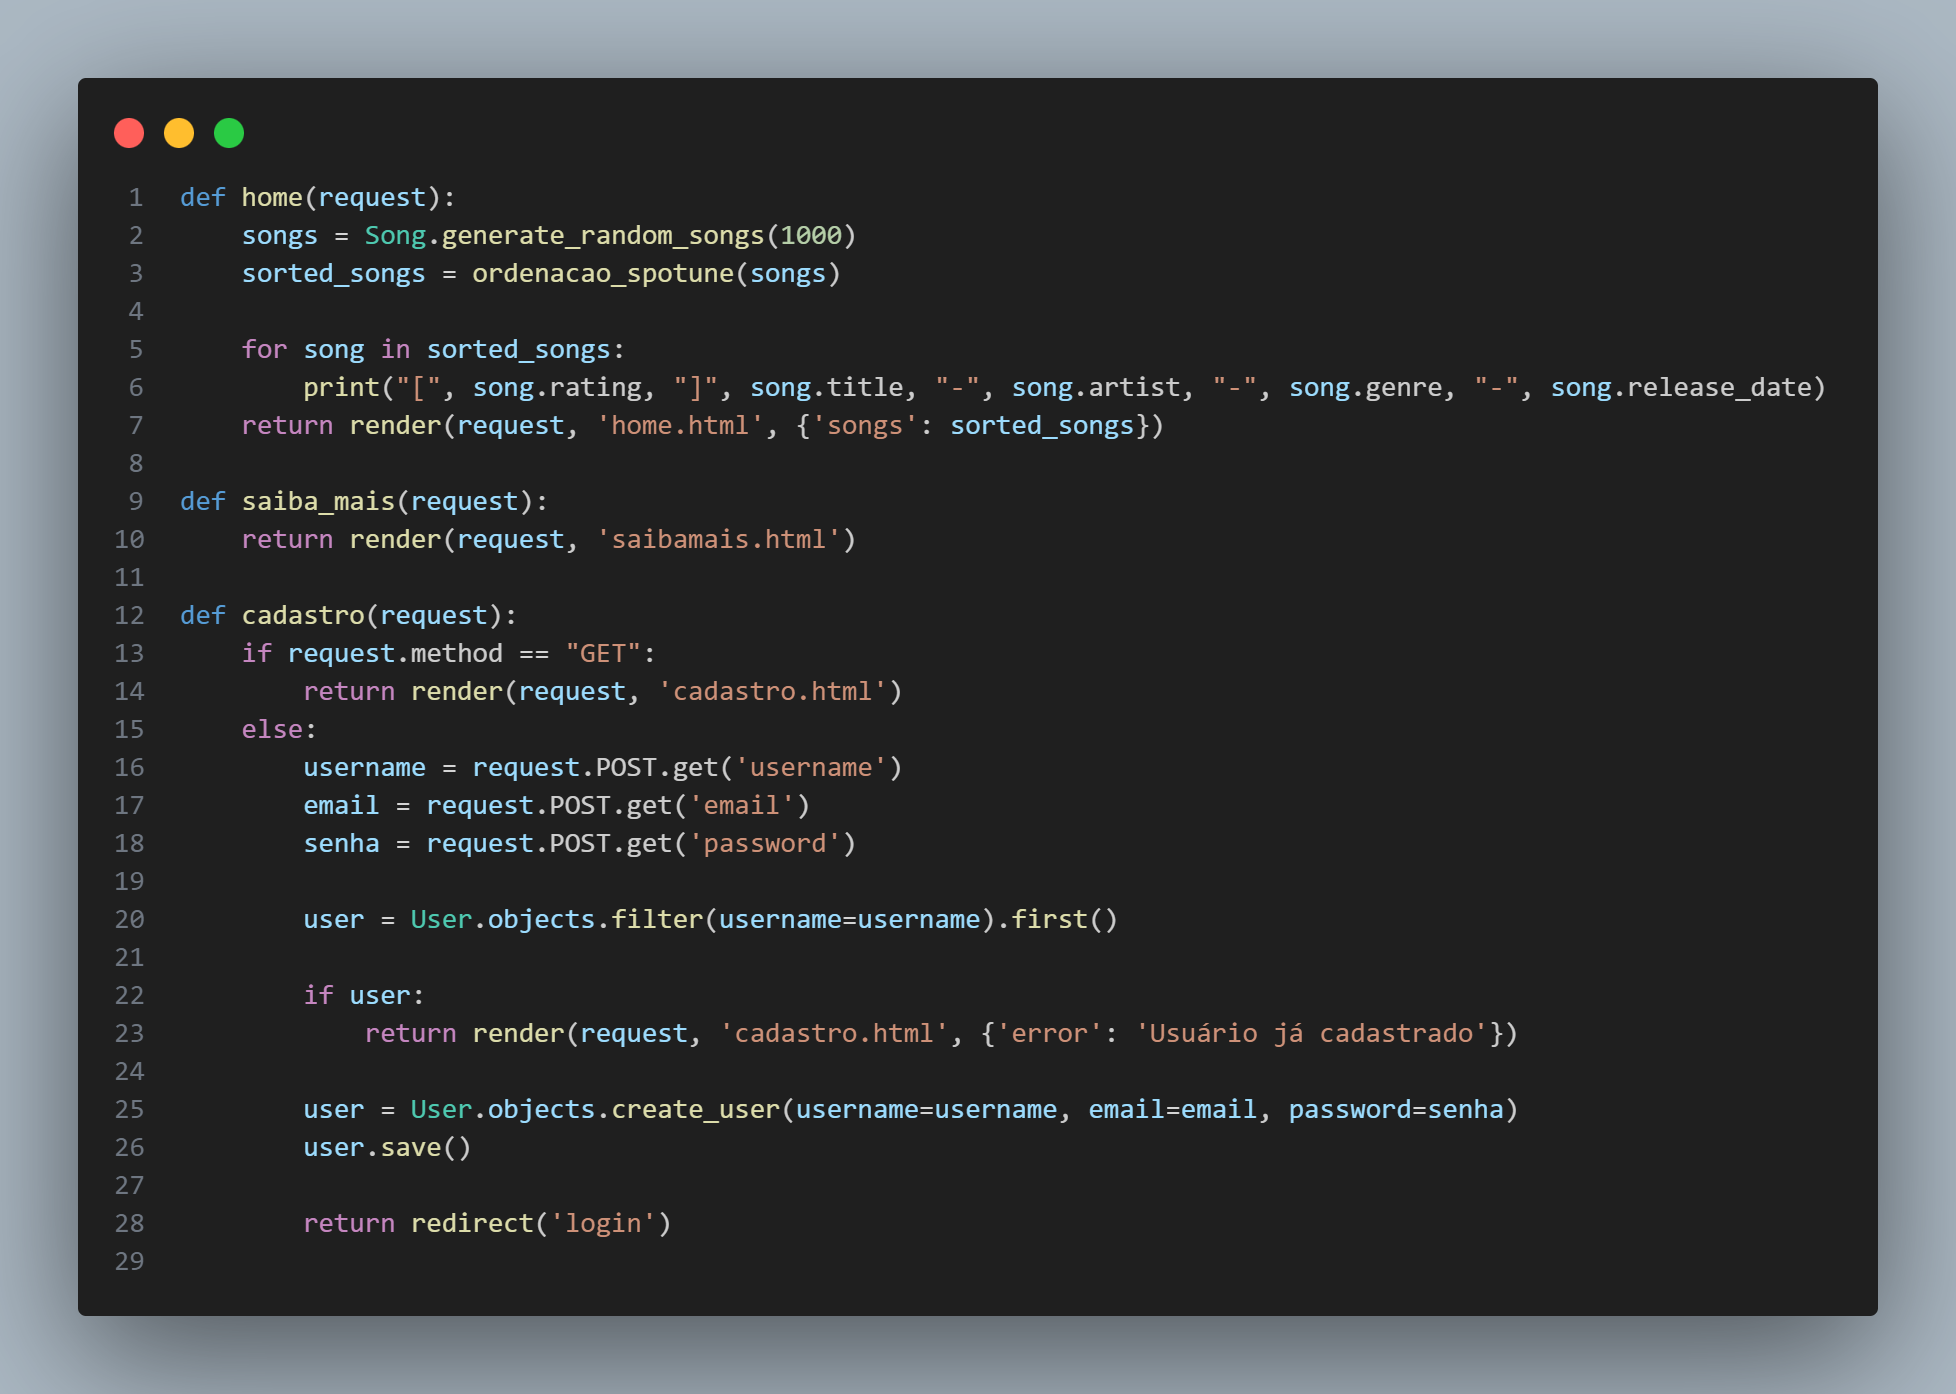 1 def home(request):
2     songs = Song.generate_random_songs(1000)
3     sorted_songs = ordenacao_spotune(songs)
4
5     for song in sorted_songs:
6         print("[", song.rating, "]", song.title, "-", song.artist, "-", song.genre, "-", song.release_date)
7     return render(request, 'home.html', {'songs': sorted_songs})
8
9 def saiba_mais(request):
10     return render(request, 'saibamais.html')
11
12 def cadastro(request):
13     if request.method == "GET":
14         return render(request, 'cadastro.html')
15     else:
16         username = request.POST.get('username')
17         email = request.POST.get('email')
18         senha = request.POST.get('password')
19
20         user = User.objects.filter(username=username).first()
21
22         if user:
23             return render(request, 'cadastro.html', {'error': 'Usuário já cadastrado'})
24
25         user = User.objects.create_user(username=username, email=email, password=senha)
26         user.save()
27
28         return redirect('login')
29